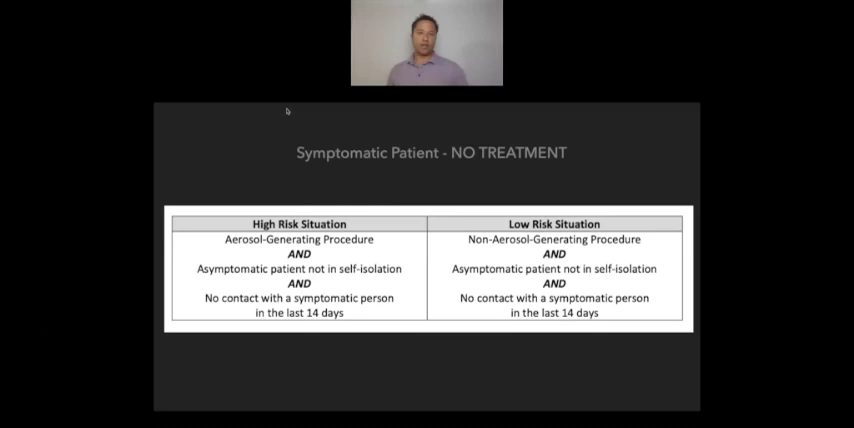 Symptomatic Patient - NO TREATMENT
High Risk Situation
Aerosol-Generating Procedure
AND
Asymptomatic patient not in self-isolation
AND
No contact with a symptomatic person
in the last 14 days
Low Risk Situation
Non-Aerosol-Generating Procedure
AND
Asymptomatic patient not in self-isolation
AND
No contact with a symptomatic person
in the last 14 days